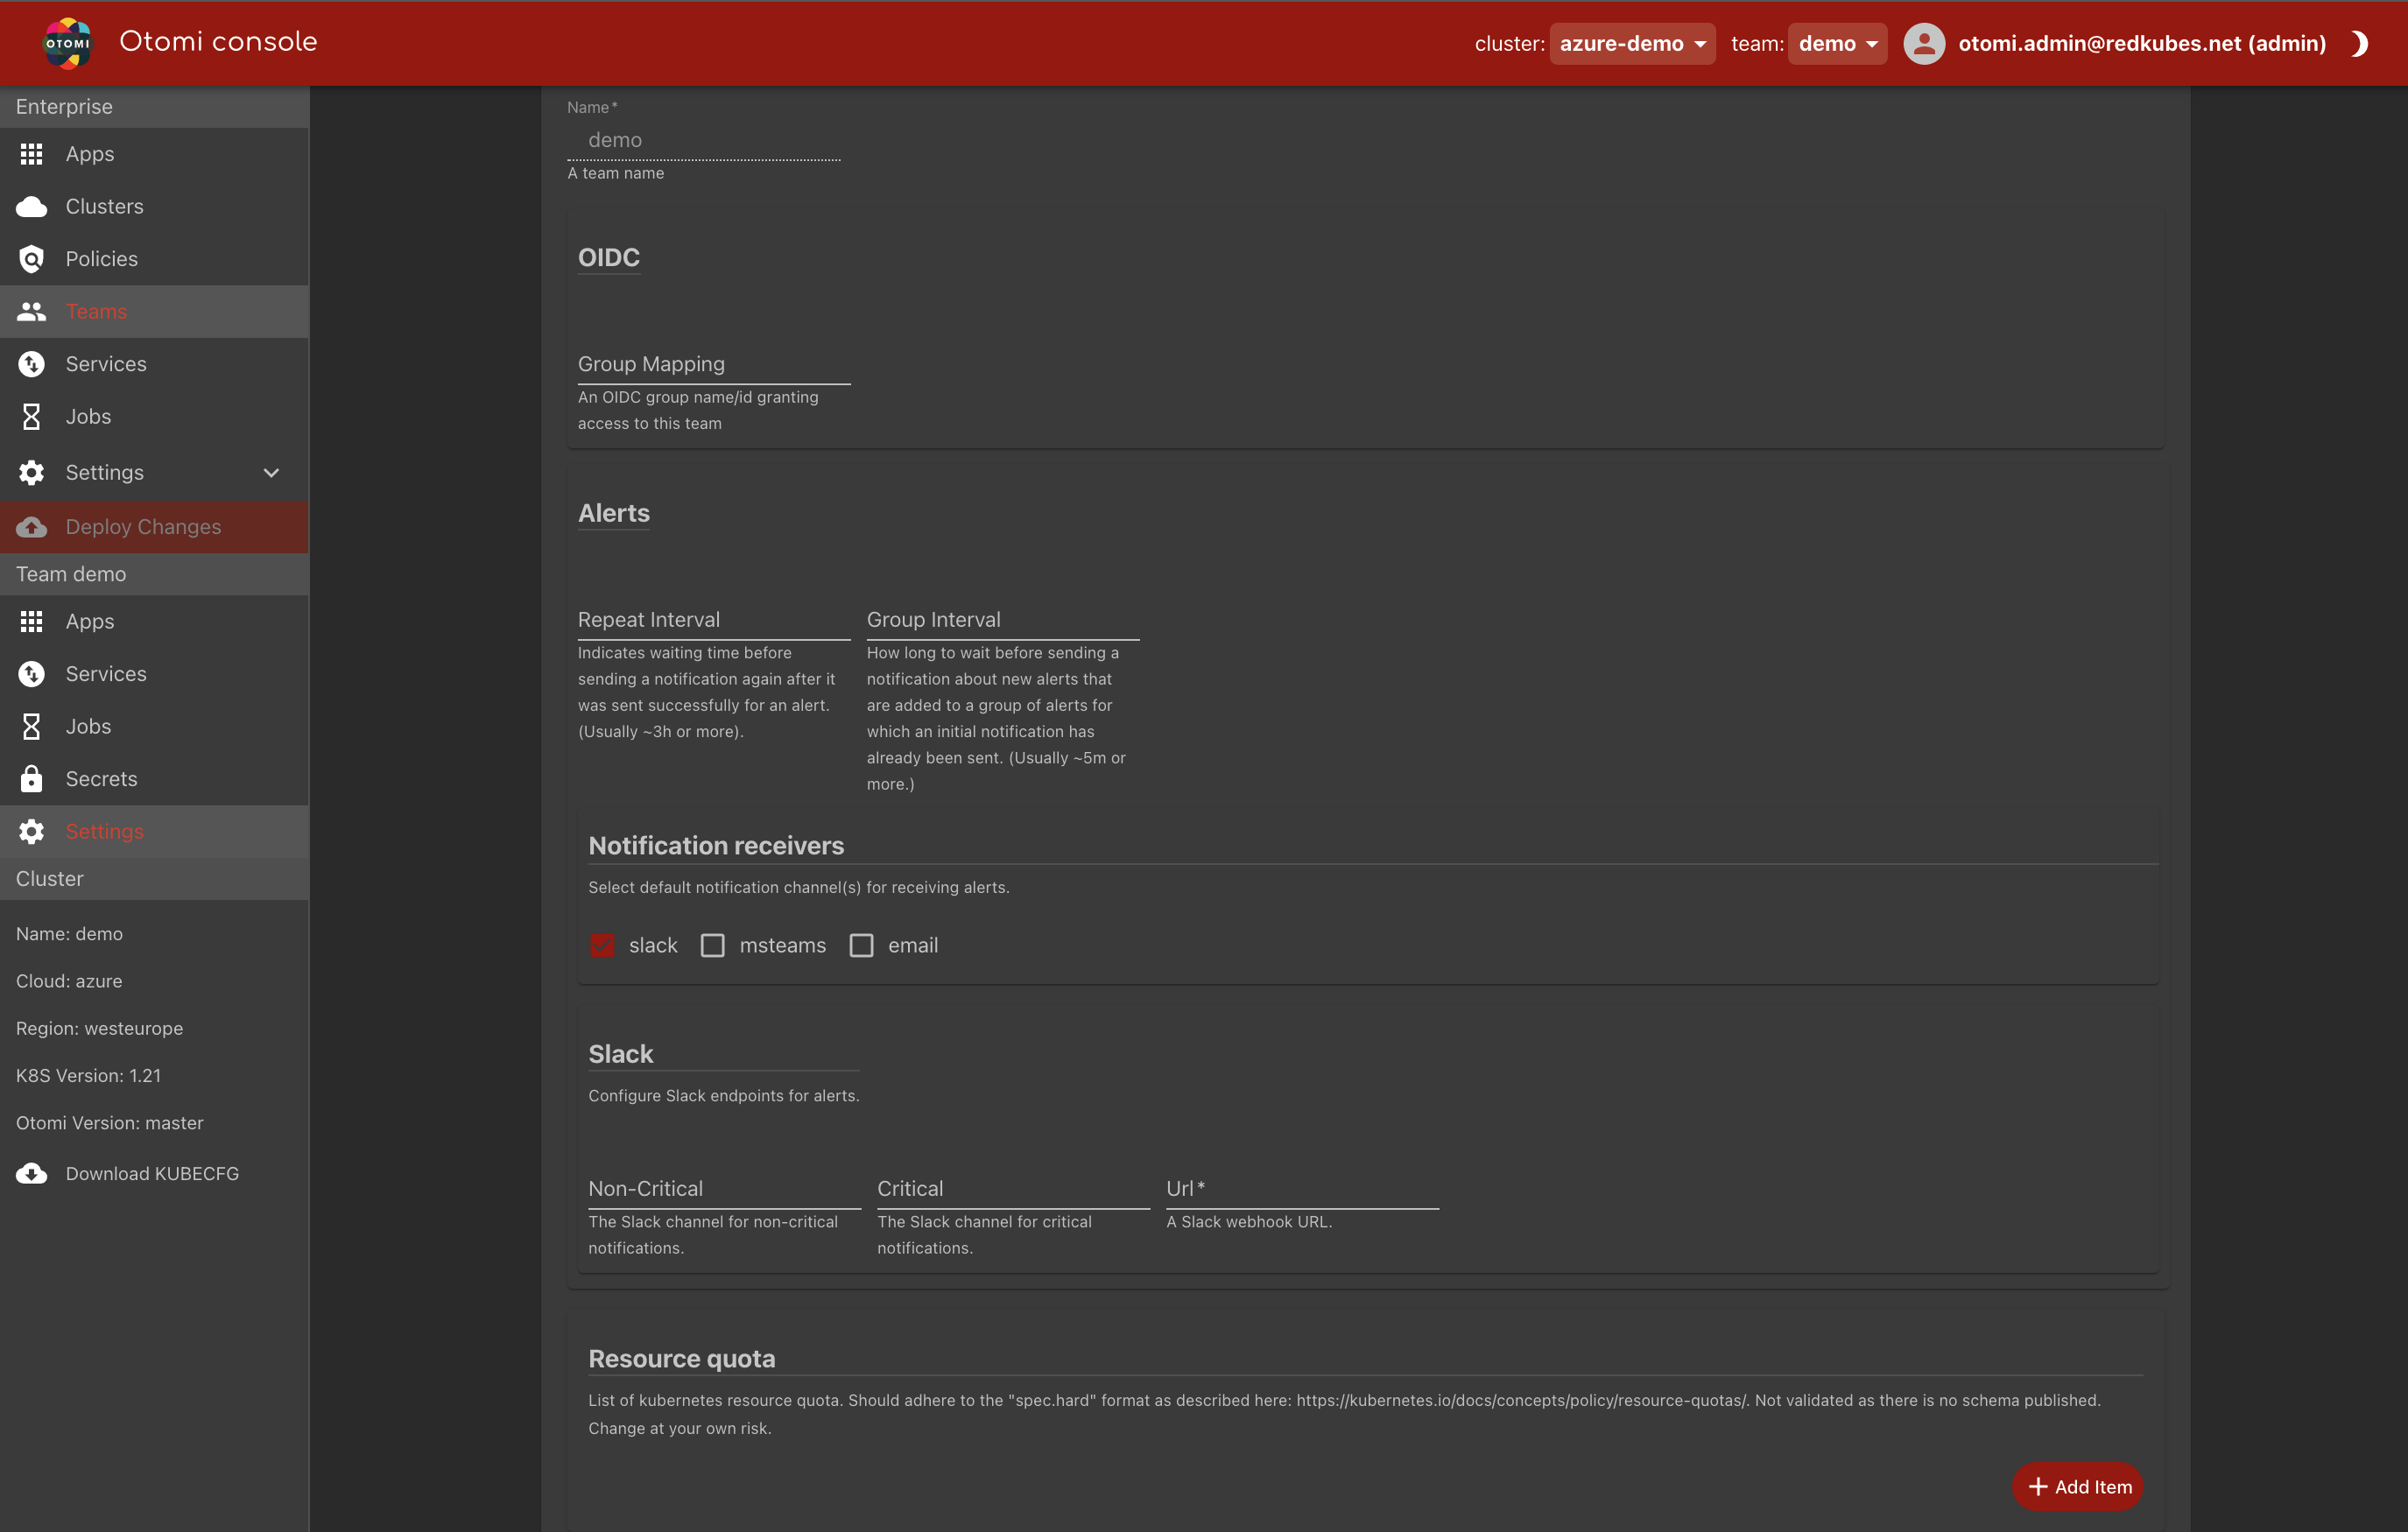 OTOMI
Otomi console
cluster: azure-demo
team: demo
otomi.admin@redkubes.net (admin)
Enterprise
Apps
Clusters
Policies
Teams
Services
Jobs
Settings
Deploy Changes
Team demo
Apps
Services
Jobs
Secrets
Settings
Cluster
Name: demo
Cloud: azure
Region: westeurope
K8S Version: 1.21
Otomi Version: master
Download KUBECFG
Name *
demo
A team name
OIDC
Group Mapping
An OIDC group name/id granting
access to this team
Alerts
Repeat Interval
Indicates waiting time before
sending a notification again after it
was sent successfully for an alert.
(Usually ~3h or more).
Group Interval
How long to wait before sending a
notification about new alerts that
are added to a group of alerts for
which an initial notification has
already been sent. (Usually ~5m or
more.)
Notification receivers
Select default notification channel(s) for receiving alerts.
slack
msteams
email
Slack
Configure Slack endpoints for alerts.
Non-Critical
The Slack channel for non-critical
notifications.
Critical
The Slack channel for critical
notifications.
Url *
A Slack webhook URL.
Resource quota
List of kubernetes resource quota. Should adhere to the "spec.hard" format as described here: https://kubernetes.io/docs/concepts/policy/resource-quotas/. Not validated as there is no schema published.
Change at your own risk.
Add Item